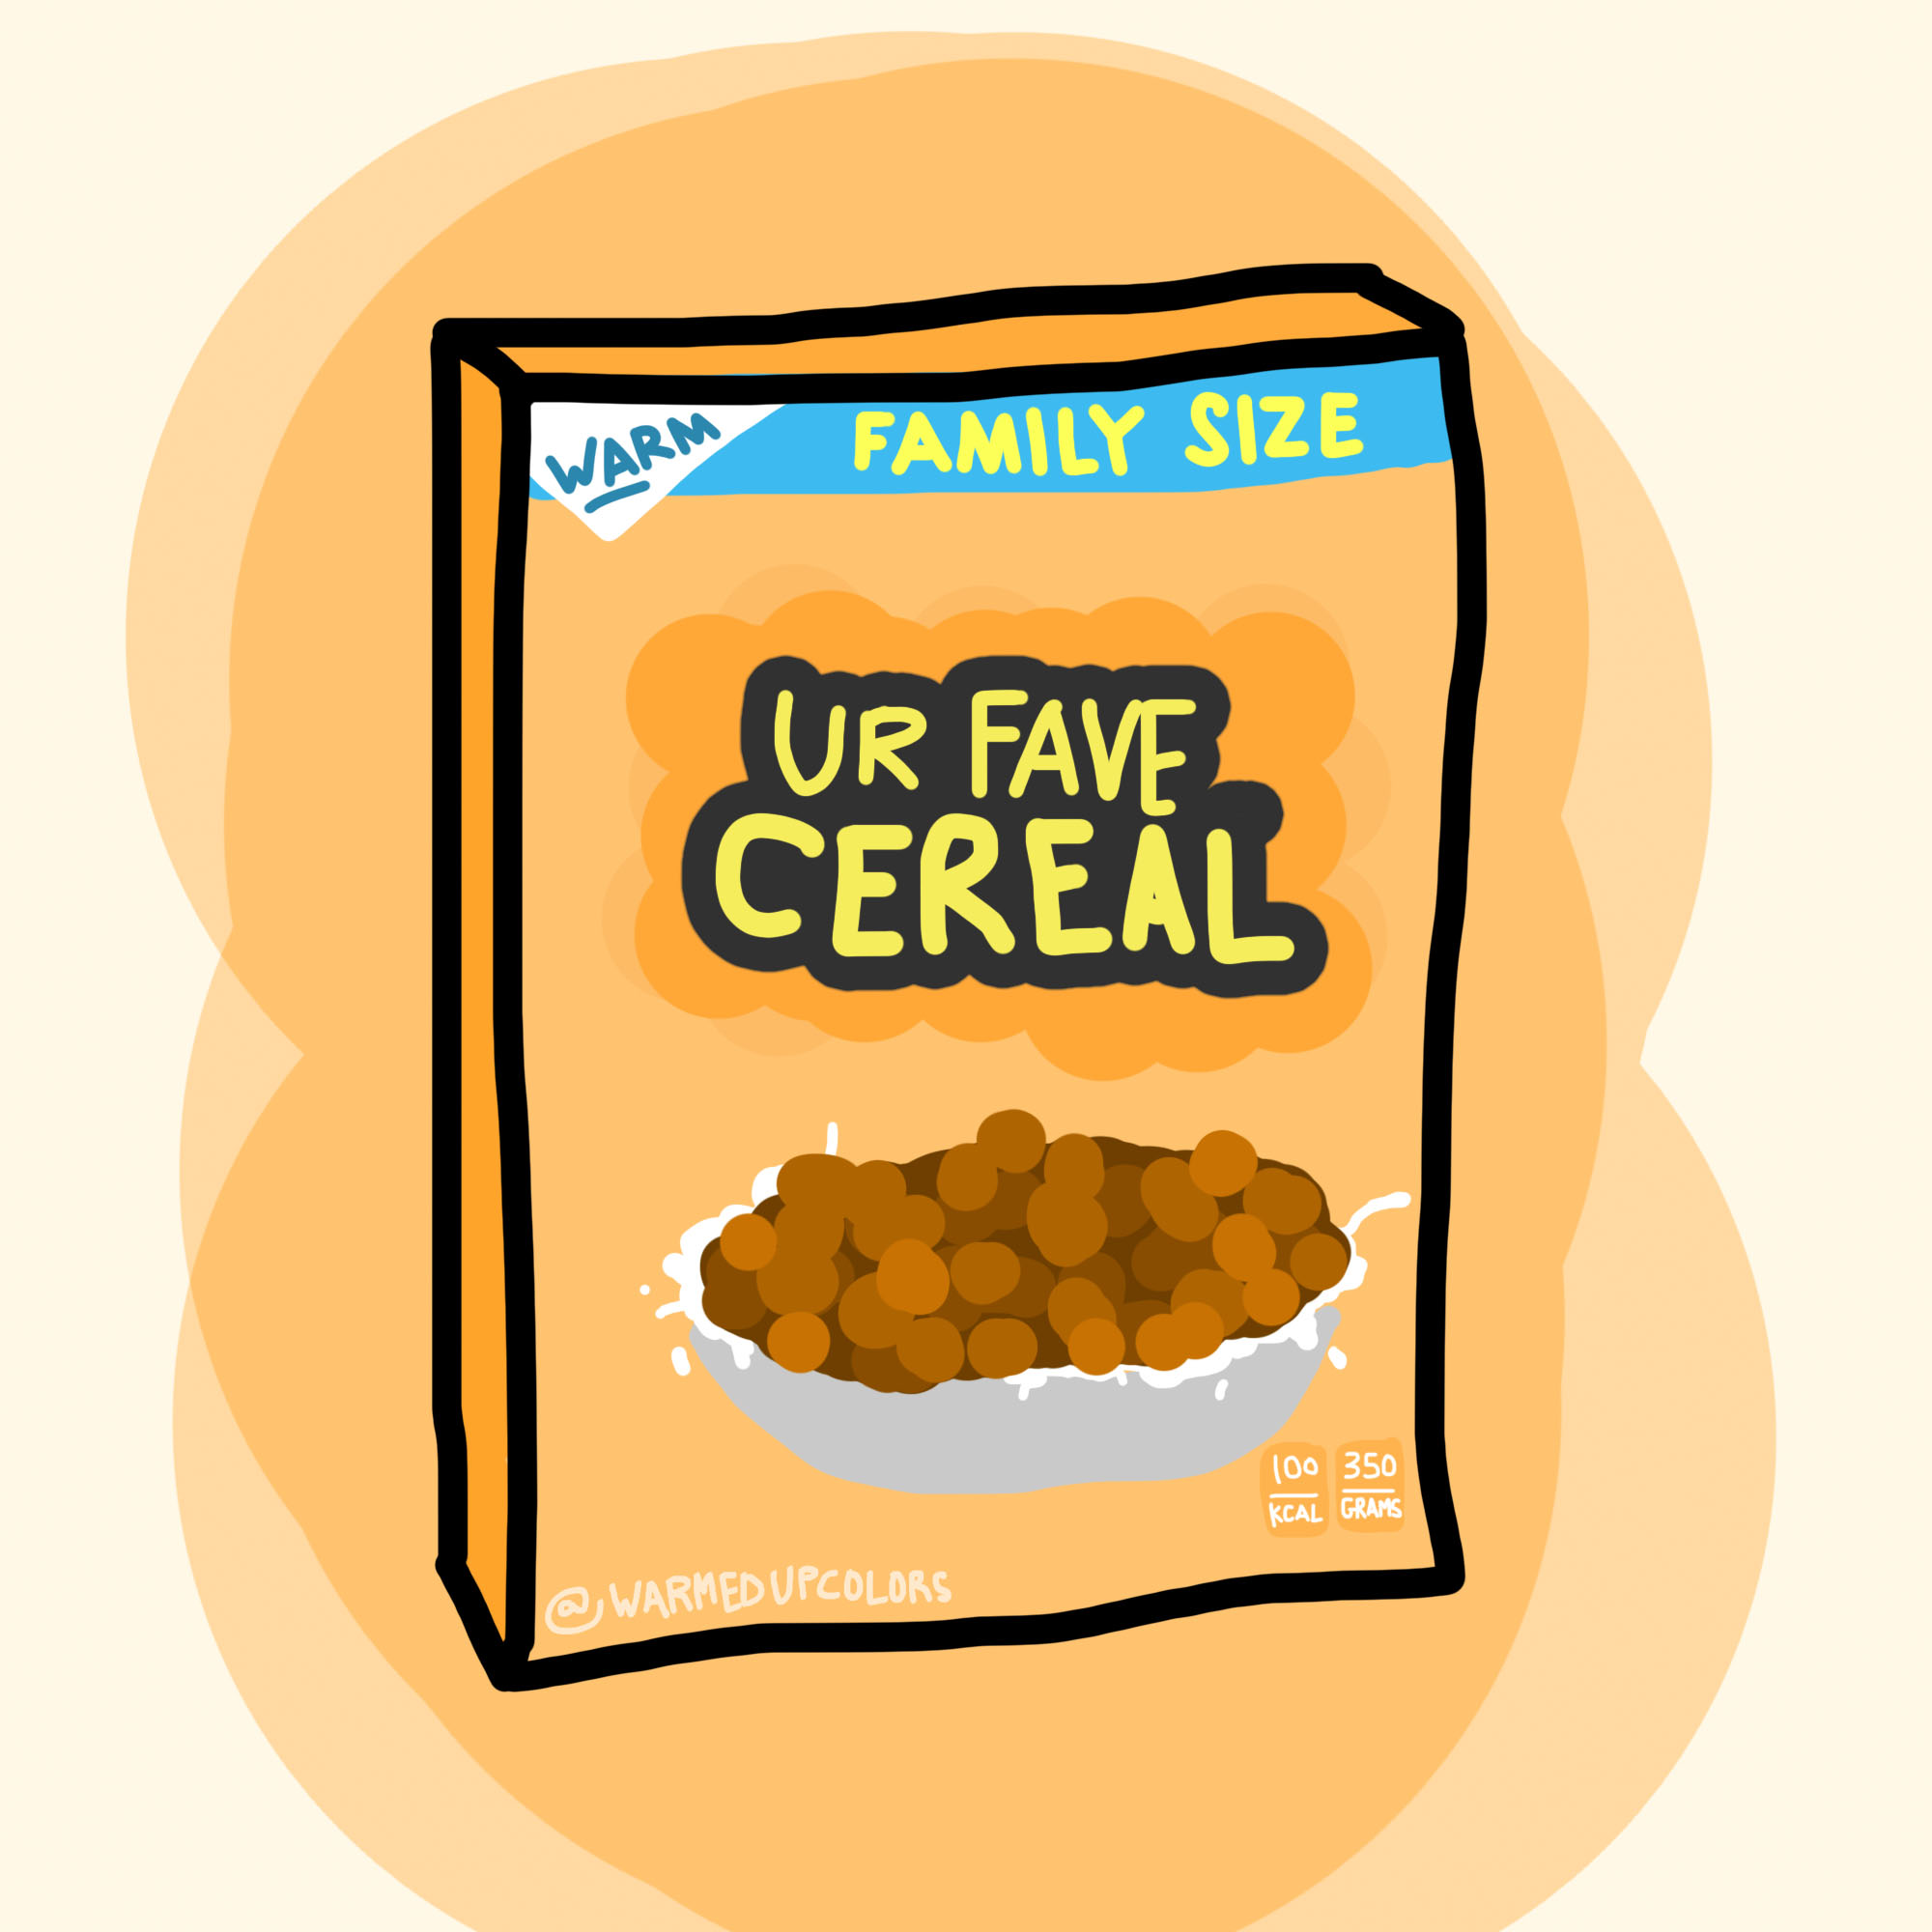 WARM
FAMILY SIZE
UR FAVE
CEREAL
100
KCAL
350
GRAMS
@WARMEDUPCOLORS